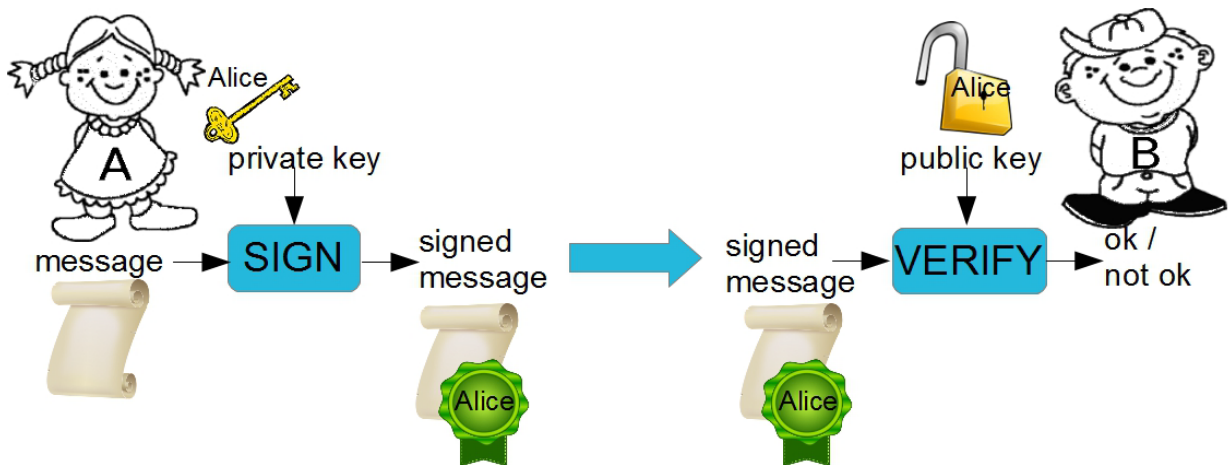 Alice
A
private key
message
SIGN
signed
message
Alice
Alice
B
public key
signed
message
VERIFY
ok /
not ok
Alice